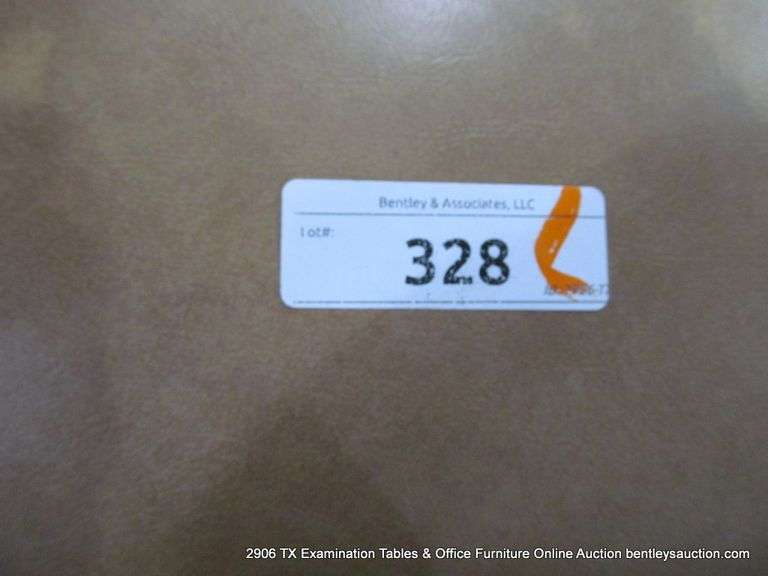 Bentley & Associates, LLC
Lot#:
328
2906 TX Examination Tables & Office Furniture Online Auction bentleysauction.com